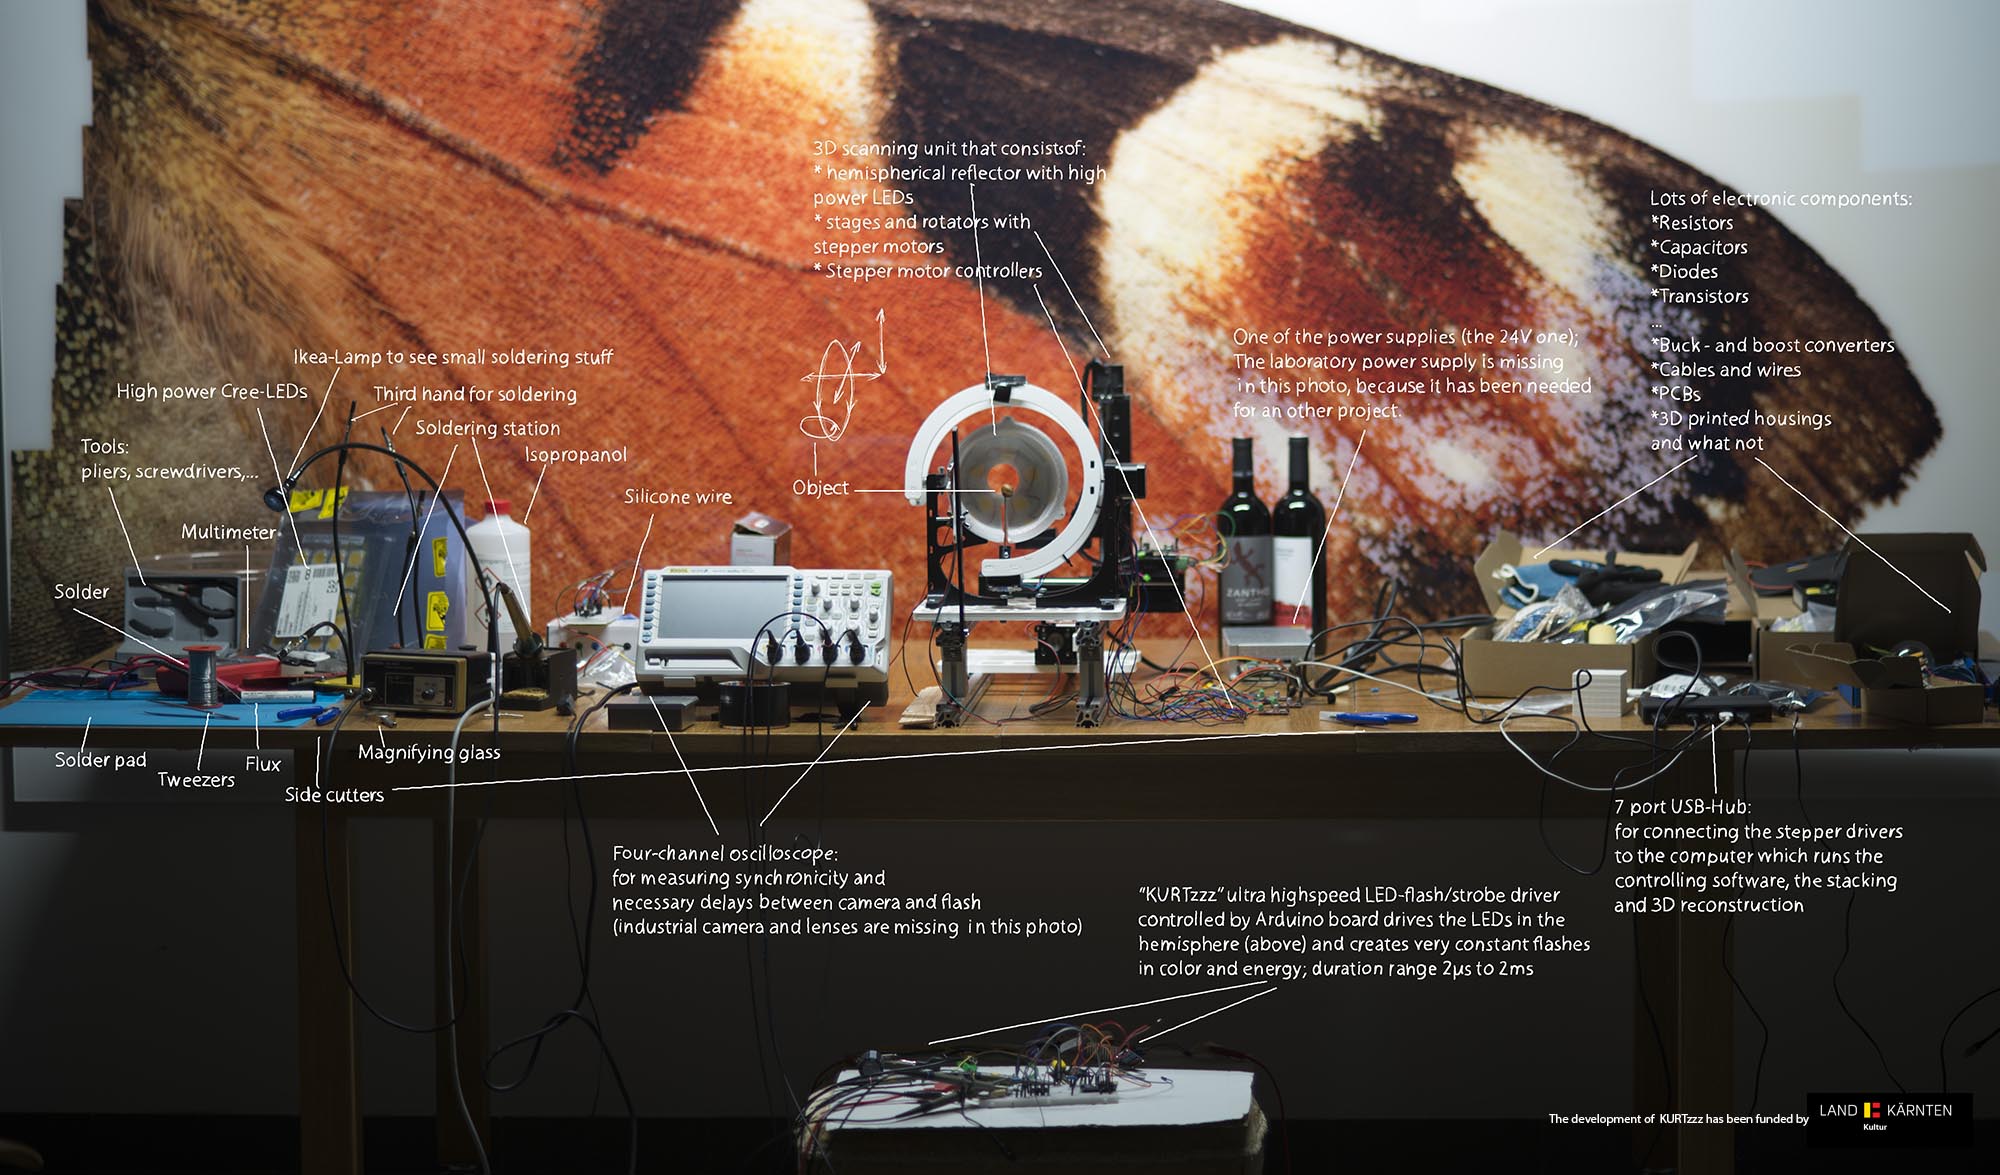 3D scanning unit that consistsof:
* hemispherical reflector with high
power LEDs
* stages and rotators with
stepper motors
* Stepper motor controllers
Lots of electronic components:
*Resistors
*Capacitors
*Diodes
*Transistors
...
*Buck - and boost converters
*Cables and wires
*PCBs
*3D printed housings
and what not
One of the power supplies (the 24V one);
The laboratory power supply is missing
in this photo, because it has been needed
for an other project.
Ikea-Lamp to see small soldering stuff
High power Cree-LEDs
Third hand for soldering
Soldering station
Isopropanol
Tools:
pliers, screwdrivers,...
Silicone wire
Object
Multimeter
Solder
ZANTHO
Solder pad
Tweezers
Flux
Magnifying glass
Side cutters
Four-channel oscilloscope:
for measuring synchronicity and
necessary delays between camera and flash
(industrial camera and lenses are missing in this photo)
"KURTzzz" ultra highspeed LED-flash/strobe driver
controlled by Arduino board drives the LEDs in the
hemisphere (above) and creates very constant flashes
in color and energy; duration range 2µs to 2ms
7 port USB-Hub:
for connecting the stepper drivers
to the computer which runs the
controlling software, the stacking
and 3D reconstruction
The development of KURTzzz has been funded by
LAND KÄRNTEN
Kultur